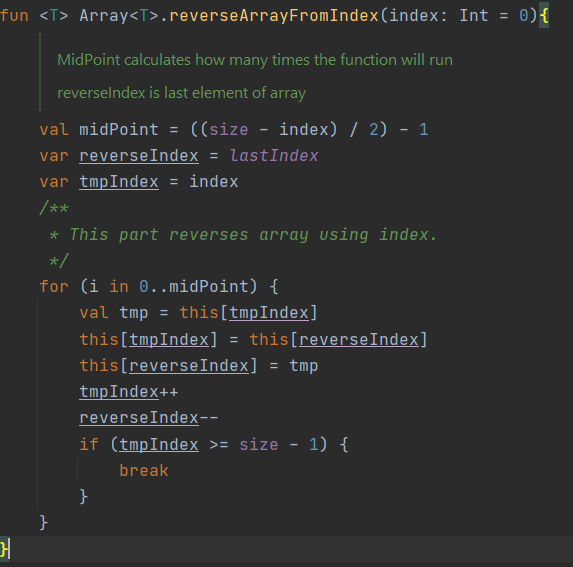 fun <T> Array<T>.reverseArrayFromIndex(index: Int = 0){
MidPoint calculates how many times the function will run
reverseIndex is last element of array
val midPoint = ((size - index) / 2) - 1
var reverseIndex = lastIndex
var tmpIndex = index
/**
* This part reverses array using index.
*/
for (i in 0..midPoint) {
val tmp = this[tmpIndex]
this[tmpIndex] = this[reverseIndex]
this[reverseIndex] = tmp
tmpIndex++
reverseIndex--
if (tmpIndex >= size - 1) {
break
}
}
}